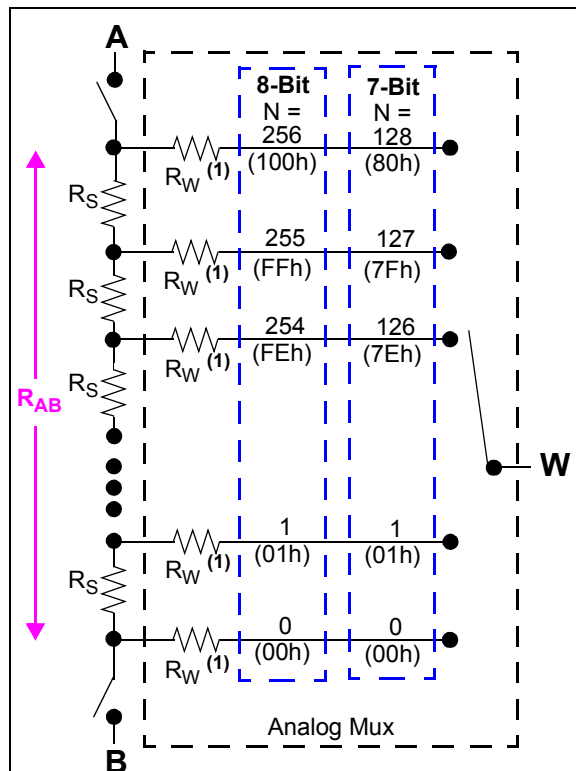 A
8-Bit 7-Bit
N = N =
256 128
(100h) (80h)
RW (1)
RS
255 127
(FFh) (7Fh)
RW (1)
RS
254 126
(FEh) (7Eh)
RW (1)
RS
RAB
W
1 1
(01h) (01h)
RW (1)
RS
0 0
(00h) (00h)
RW (1)
Analog Mux
B